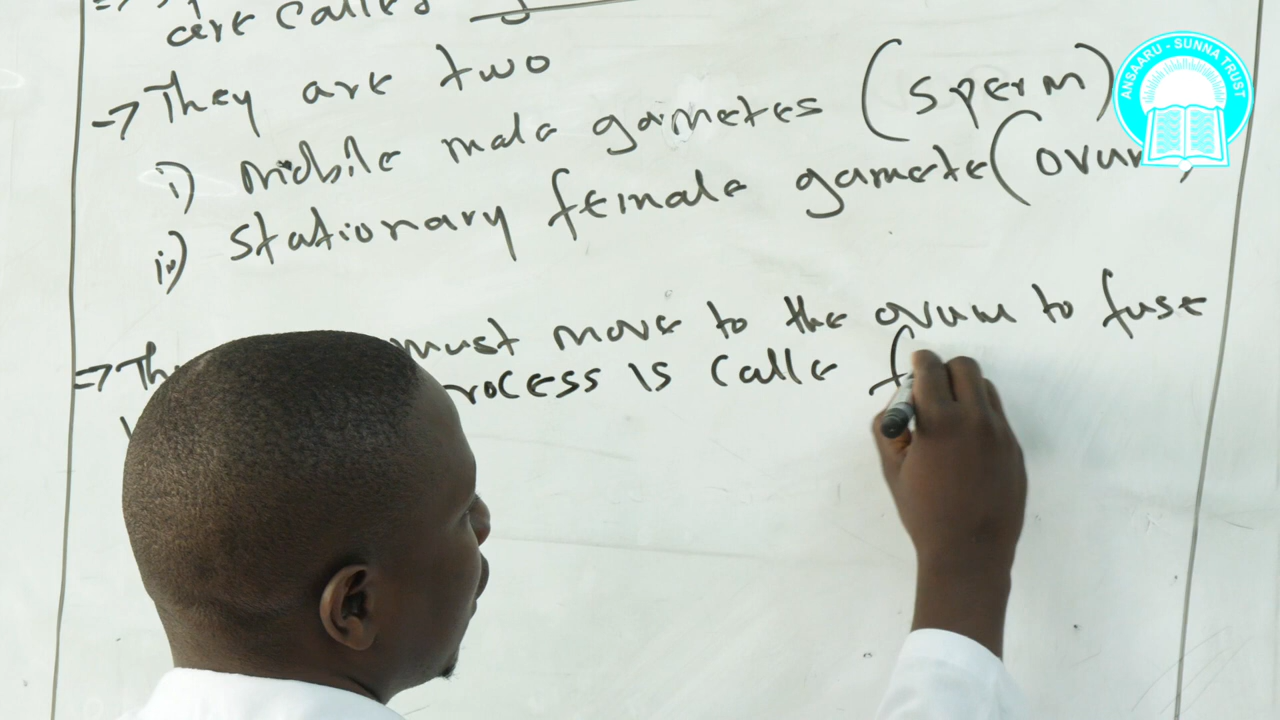 are called
→ They are two
i) mobile male gametes (sperm)
ii) Stationary female gamete (ovum)
→ The must move to the ovum to fuse
process is calle f
ANSAARU - SUNNA TRUST